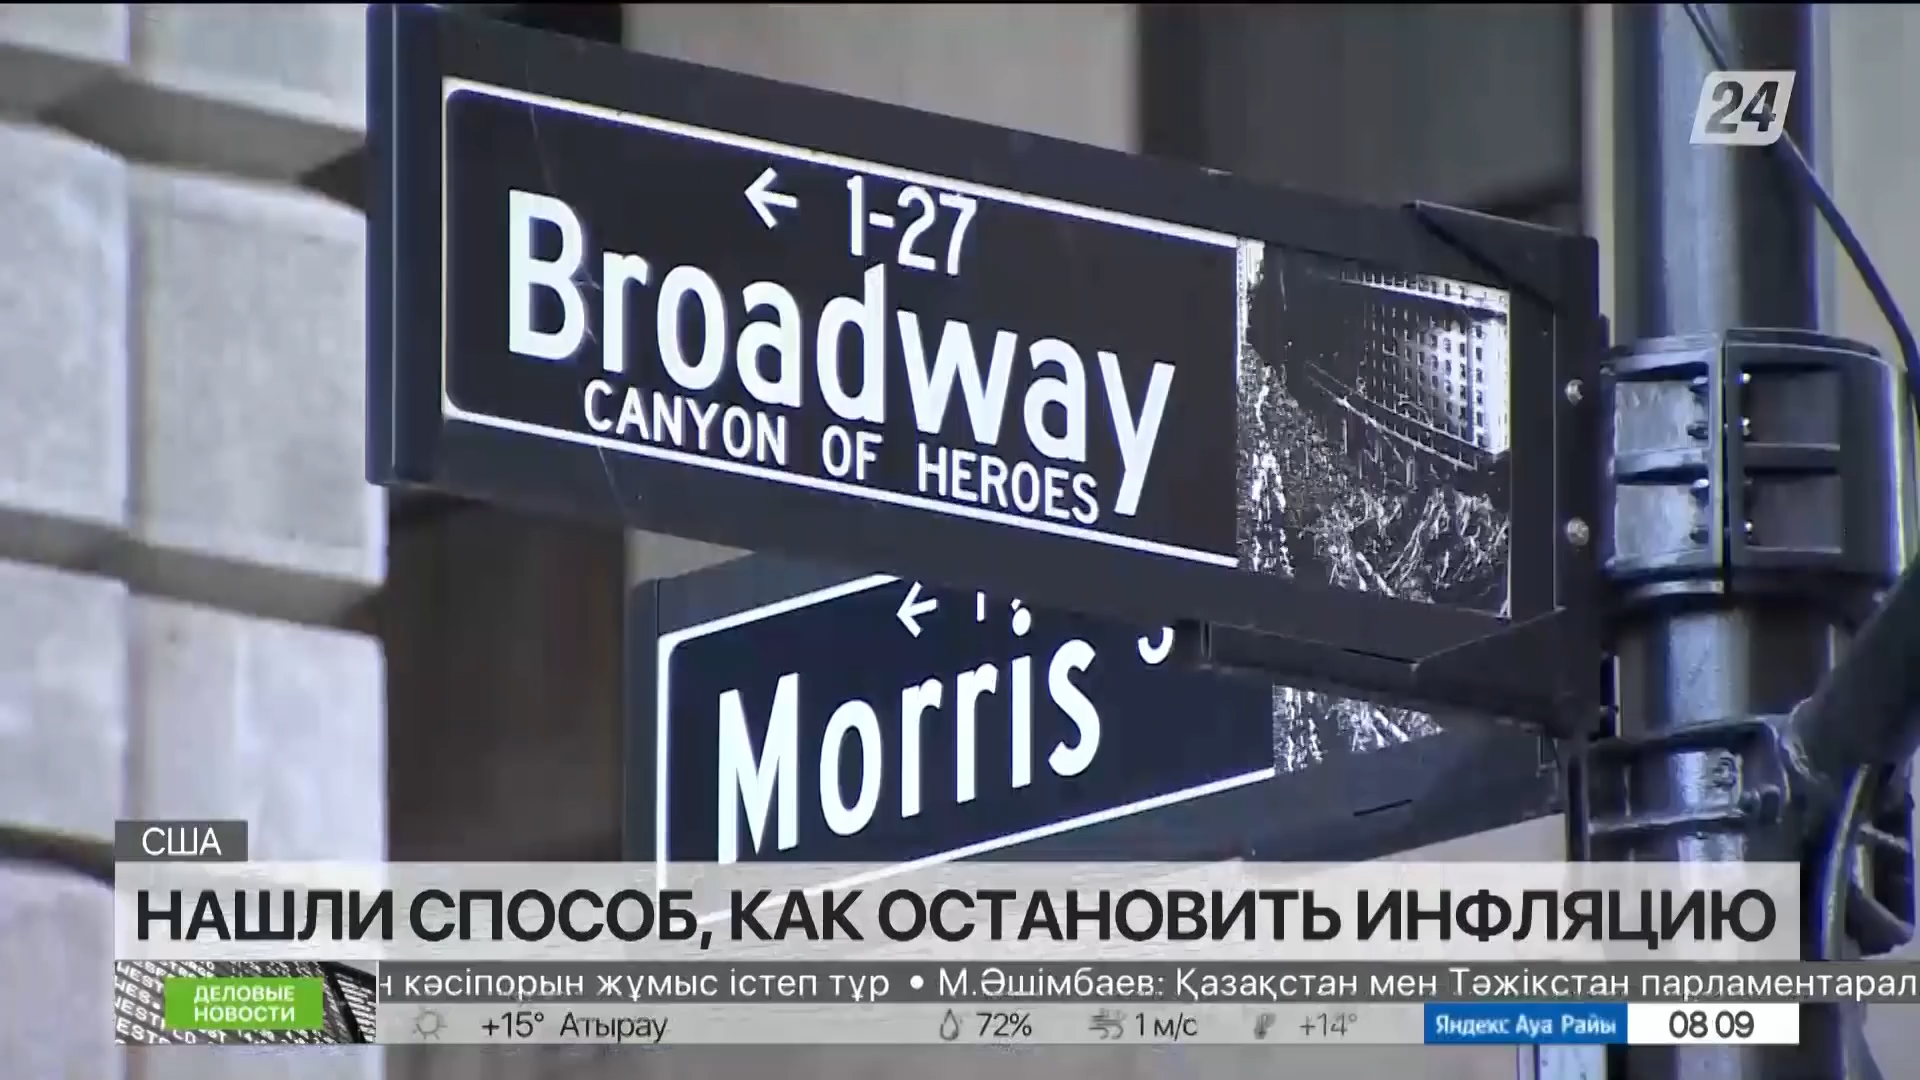 24
← 1-27
Broadway
CANYON OF HEROES
←
Morris
США
НАШЛИ СПОСОБ, КАК ОСТАНОВИТЬ ИНФЛЯЦИЮ
ДЕЛОВЫЕ
НОВОСТИ
кәсіпорын жұмыс істеп тұр • М.Әшімбаев: Қазақстан мен Тәжікстан
+15° Атырау 72% 1 м/с +14° Яндекс Ауа Райы 08 09